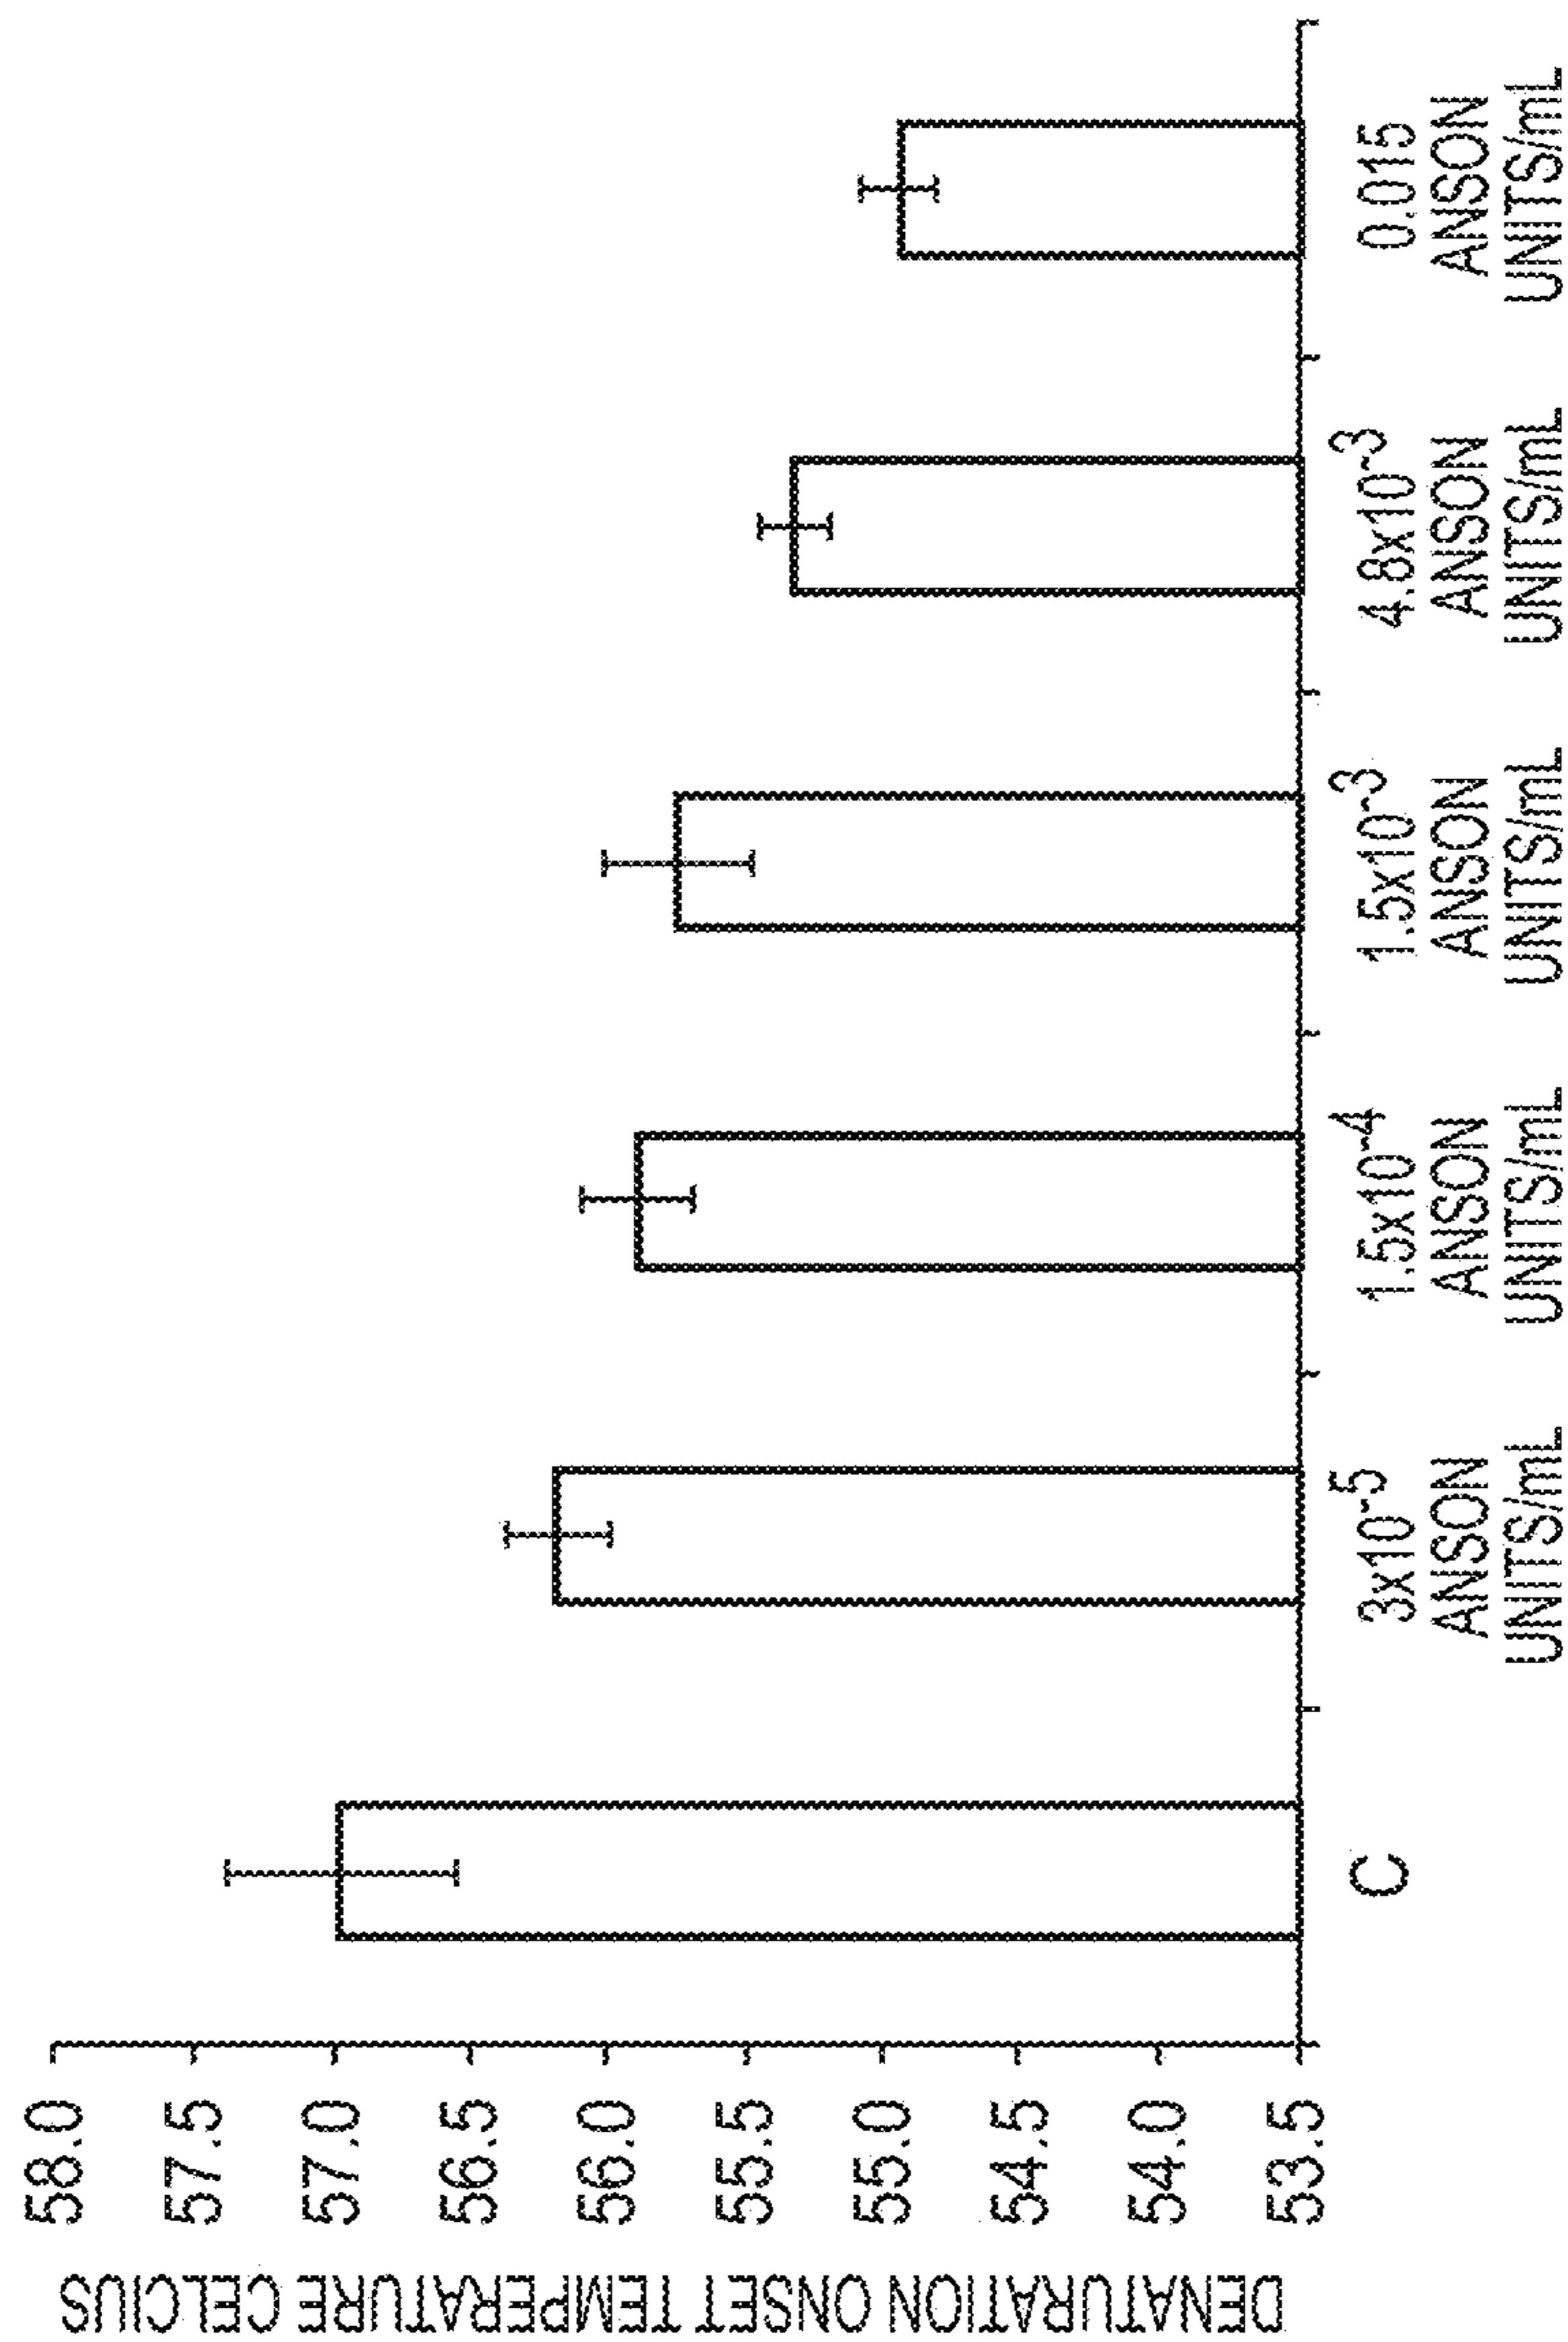 DENATURATION ONSET TEMPERATURE CELCIUS
58.0
57.5
57.0
56.5
56.0
55.5
55.0
54.5
54.0
53.5
C
3x10⁻⁵
ANSON
UNITS/mL
1.5x10⁻⁴
ANSON
UNITS/mL
1.5x10⁻³
ANSON
UNITS/mL
4.8x10⁻³
ANSON
UNITS/mL
0.015
ANSON
UNITS/mL